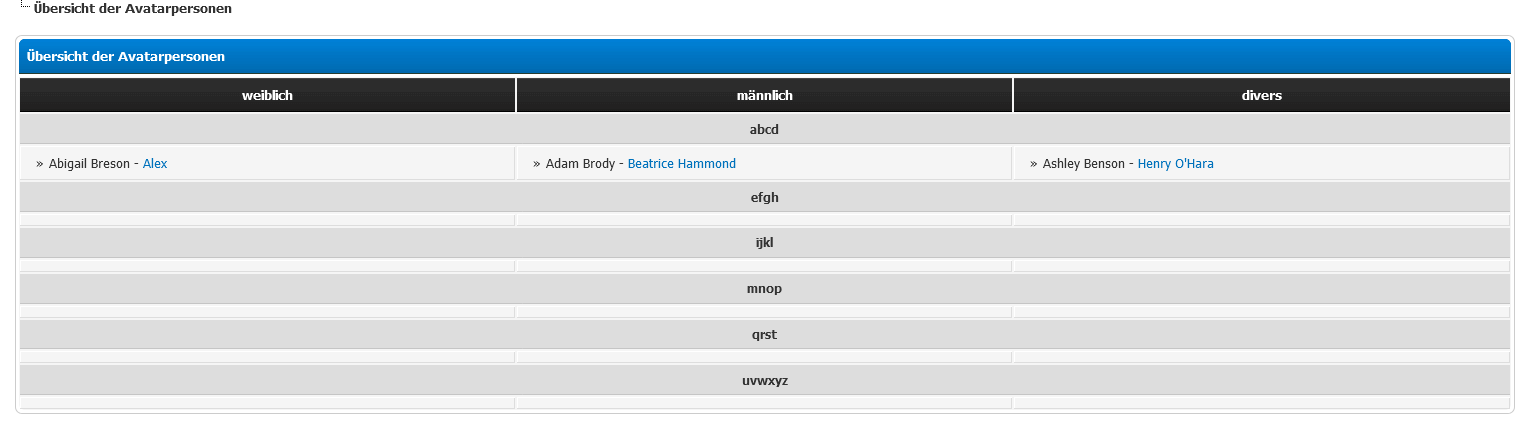 Übersicht der Avatarpersonen
Übersicht der Avatarpersonen
weiblich männlich divers
abcd
» Abigail Breson - Alex » Adam Brody - Beatrice Hammond » Ashley Benson - Henry O'Hara
efgh
ijkl
mnop
qrst
uvwxyz